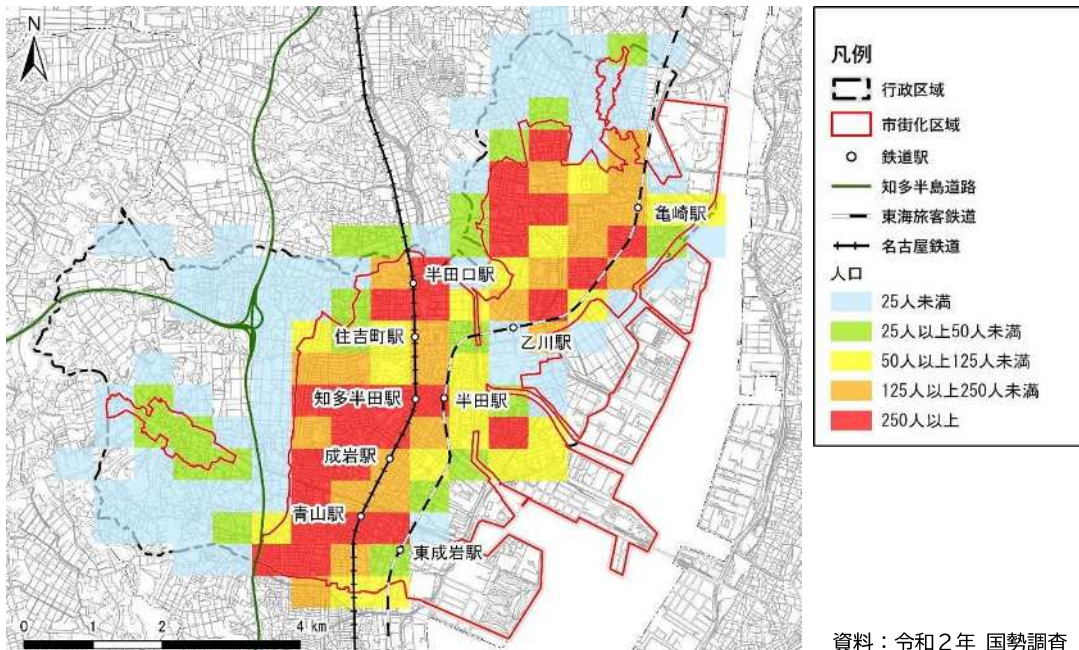 N
亀崎駅
半田口駅
住吉町駅
乙川駅
知多半田駅
半田駅
成岩駅
青山駅
東成岩駅
0 1 2 4 km
凡例
行政区域
市街化区域
鉄道駅
知多半島道路
東海旅客鉄道
名古屋鉄道
人口
25人未満
25人以上50人未満
50人以上125人未満
125人以上250人未満
250人以上
資料：令和２年 国勢調査